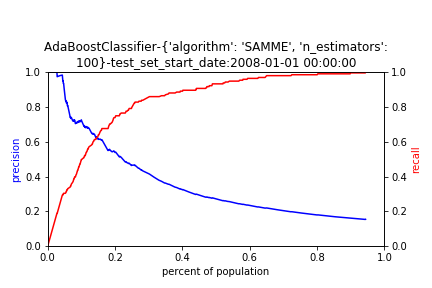 AdaBoostClassifier-{'algorithm': 'SAMME', 'n_estimators':
100}-test_set_start_date:2008-01-01 00:00:00
1.0 1.0
0.8 0.8
0.6 0.6
precision recall
0.4 0.4
0.2 0.2
0.0 0.0
0.0 0.2 0.4 0.6 0.8 1.0
percent of population